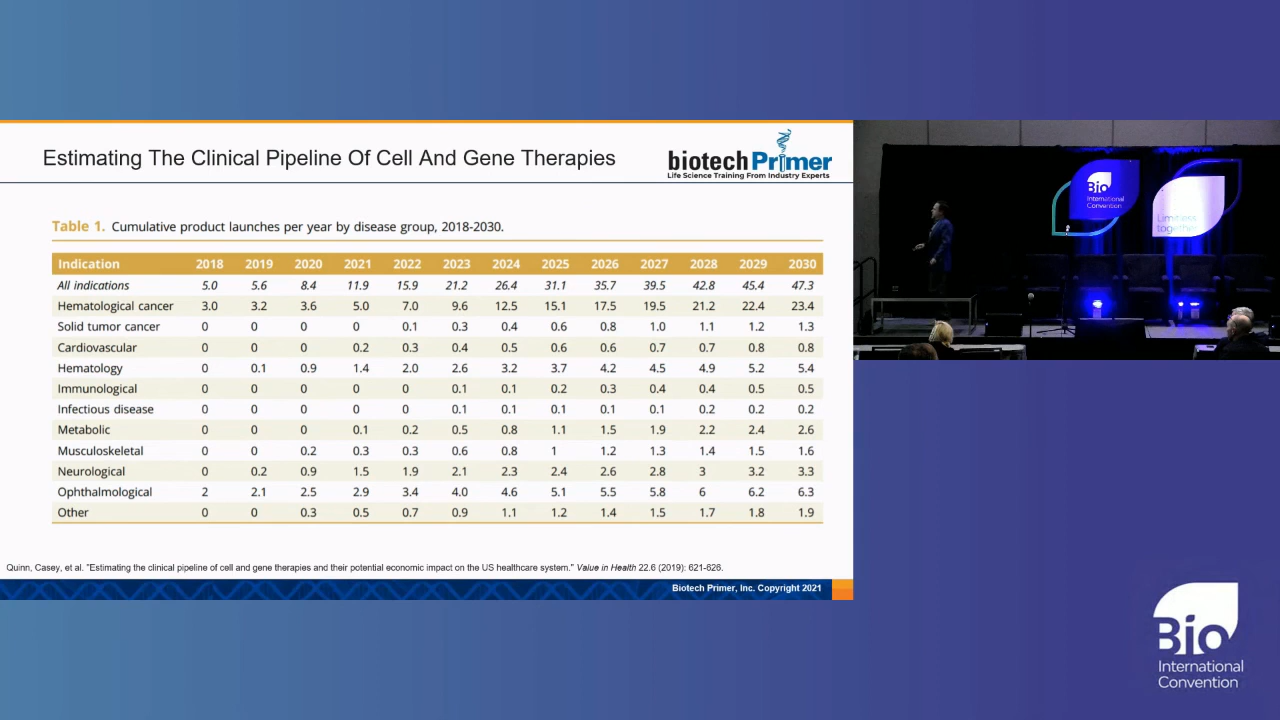 Estimating The Clinical Pipeline Of Cell And Gene Therapies
biotechPrimer
Life Science Training From Industry Experts
Table 1. Cumulative product launches per year by disease group, 2018-2030.
Indication 2018 2019 2020 2021 2022 2023 2024 2025 2026 2027 2028 2029 2030
All indications 5.0 5.6 8.4 11.9 15.9 21.2 26.4 31.1 35.7 39.5 42.8 45.4 47.3
Hematological cancer 3.0 3.2 3.6 5.0 7.0 9.6 12.5 15.1 17.5 19.5 21.2 22.4 23.4
Solid tumor cancer 0 0 0 0 0.1 0.3 0.4 0.6 0.8 1.0 1.1 1.2 1.3
Cardiovascular 0 0 0 0.2 0.3 0.4 0.5 0.6 0.6 0.7 0.7 0.8 0.8
Hematology 0 0.1 0.9 1.4 2.0 2.6 3.2 3.7 4.2 4.5 4.9 5.2 5.4
Immunological 0 0 0 0 0 0.1 0.1 0.2 0.3 0.4 0.4 0.5 0.5
Infectious disease 0 0 0 0 0 0.1 0.1 0.1 0.1 0.1 0.2 0.2 0.2
Metabolic 0 0 0 0.1 0.2 0.5 0.8 1.1 1.5 1.9 2.2 2.4 2.6
Musculoskeletal 0 0 0.2 0.3 0.3 0.6 0.8 1 1.2 1.3 1.4 1.5 1.6
Neurological 0 0.2 0.9 1.5 1.9 2.1 2.3 2.4 2.6 2.8 3 3.2 3.3
Ophthalmological 2 2.1 2.5 2.9 3.4 4.0 4.6 5.1 5.5 5.8 6 6.2 6.3
Other 0 0 0.3 0.5 0.7 0.9 1.1 1.2 1.4 1.5 1.7 1.8 1.9
Quinn, Casey, et al. "Estimating the clinical pipeline of cell and gene therapies and their potential economic impact on the US healthcare system." Value in Health 22.6 (2019): 621-626.
Biotech Primer, Inc. Copyright 2021
Bio
International
Convention
Limitless
together
Bio
International
Convention